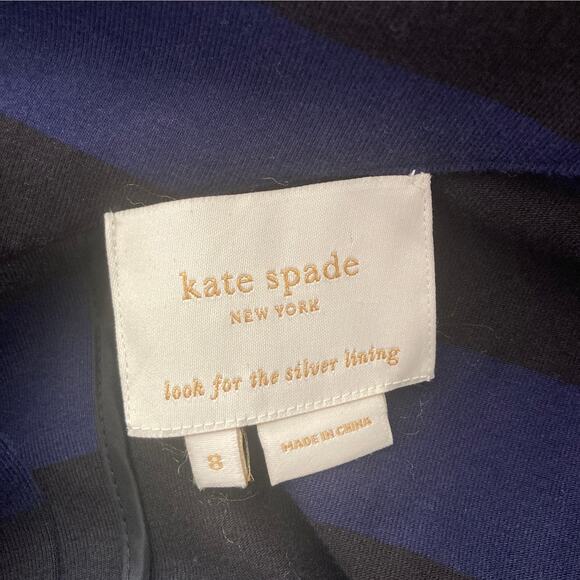 kate spade
NEW YORK
look for the silver lining
8
MADE IN CHINA